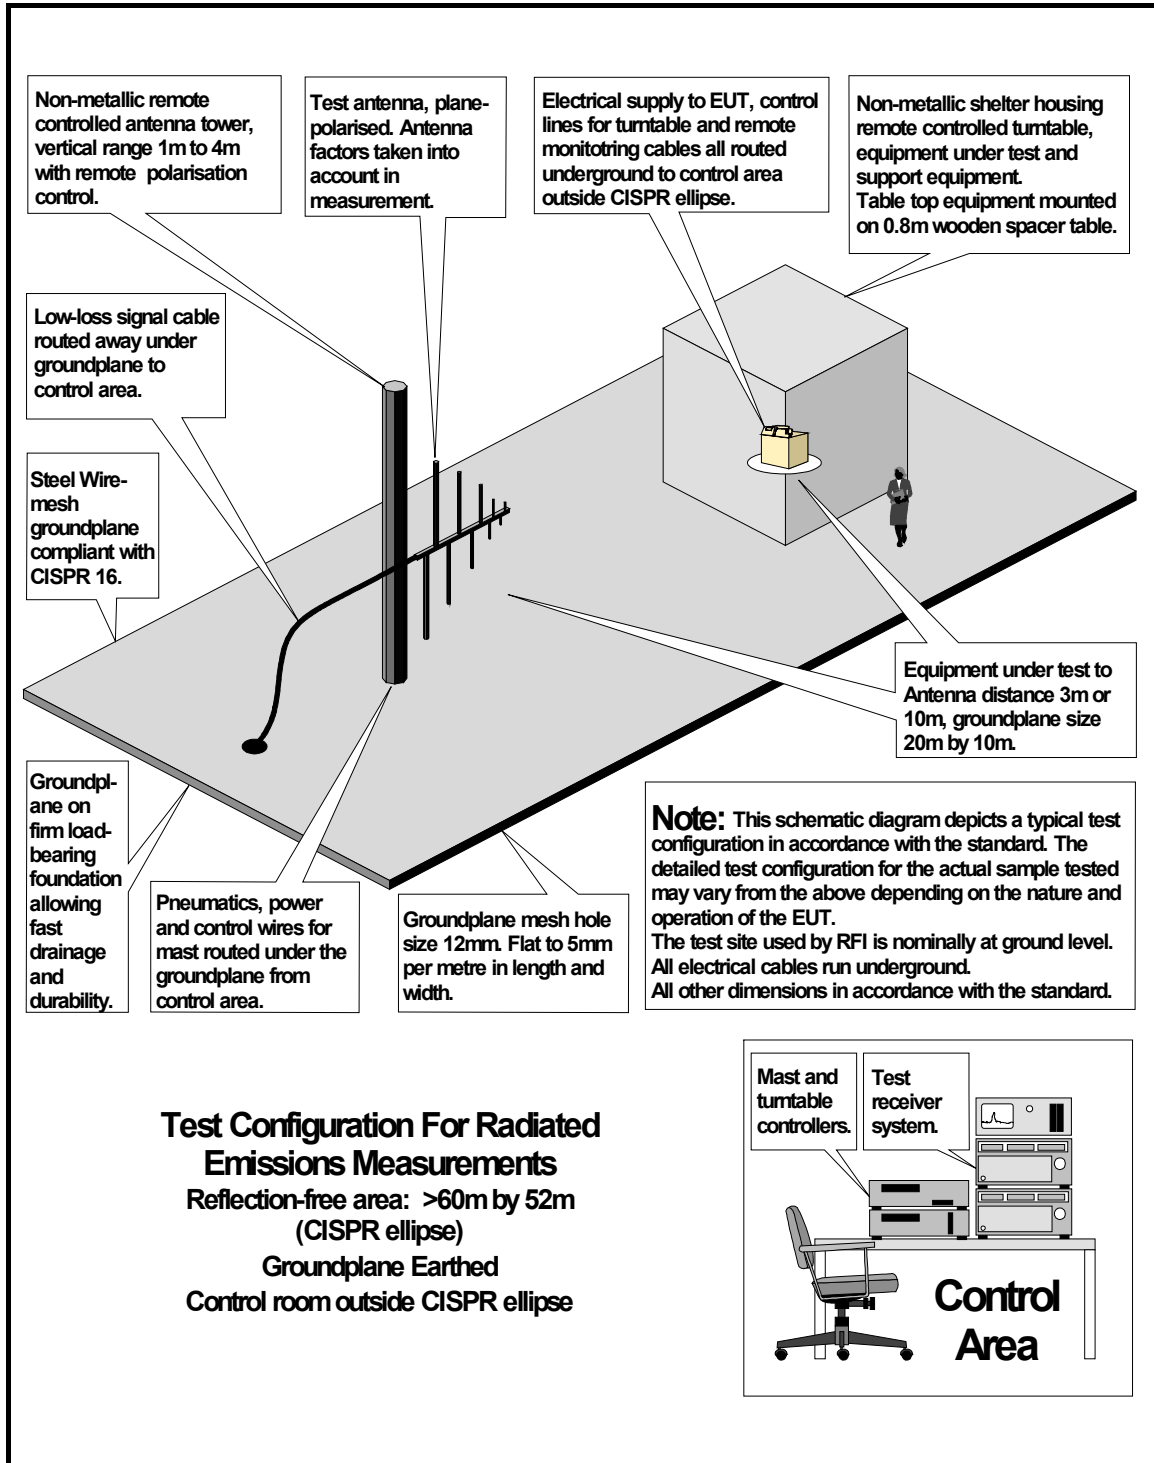 Non-metallic remote
controlled antenna tower,
vertical range 1m to 4m
with remote polarisation
control.
Test antenna, plane-
polarised. Antenna
factors taken into
account in
measurement.
Electrical supply to EUT, control
lines for turntable and remote
monitotring cables all routed
underground to control area
outside CISPR ellipse.
Non-metallic shelter housing
remote controlled turntable,
equipment under test and
support equipment.
Table top equipment mounted
on 0.8m wooden spacer table.
Low-loss signal cable
routed away under
groundplane to
control area.
Steel Wire-
mesh
groundplane
compliant with
CISPR 16.
Equipment under test to
Antenna distance 3m or
10m, groundplane size
20m by 10m.
Groundpl-
ane on
firm load-
bearing
foundation
allowing
fast
drainage
and
durability.
Pneumatics, power
and control wires for
mast routed under the
groundplane from
control area.
Groundplane mesh hole
size 12mm. Flat to 5mm
per metre in length and
width.
Note: This schematic diagram depicts a typical test
configuration in accordance with the standard. The
detailed test configuration for the actual sample tested
may vary from the above depending on the nature and
operation of the EUT.
The test site used by RFI is nominally at ground level.
All electrical cables run underground.
All other dimensions in accordance with the standard.
Test Configuration For Radiated
Emissions Measurements
Reflection-free area: >60m by 52m
(CISPR ellipse)
Groundplane Earthed
Control room outside CISPR ellipse
Mast and
turntable
controllers.
Test
receiver
system.
Control
Area